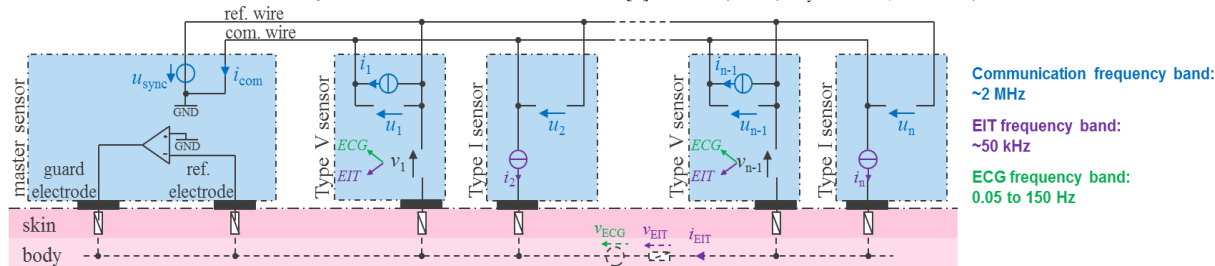 ref. wire
com. wire
master sensor
u_sync
i_com
GND
GND
guard electrode
ref. electrode
Type V sensor
i_1
u_1
ECG
EIT
v_1
Type I sensor
u_2
i_2
Type V sensor
i_n-1
u_n-1
ECG
EIT
v_n-1
Type I sensor
u_n
i_n
Communication frequency band:
~2 MHz
EIT frequency band:
~50 kHz
ECG frequency band:
0.05 to 150 Hz
skin
body
v_ECG
v_EIT
i_EIT